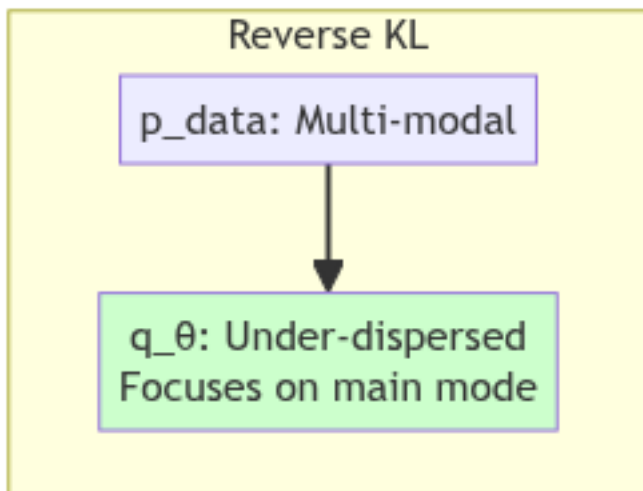 Reverse KL
p_data: Multi-modal
q_θ: Under-dispersed
Focuses on main mode